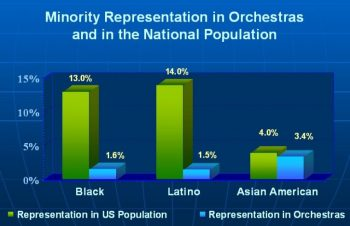 Minority Representation in Orchestras
and in the National Population
15%
10%
5%
0%
13.0%
1.6%
14.0%
1.5%
4.0%
3.4%
Black
Latino
Asian American
Representation in US Population
Representation in Orchestras